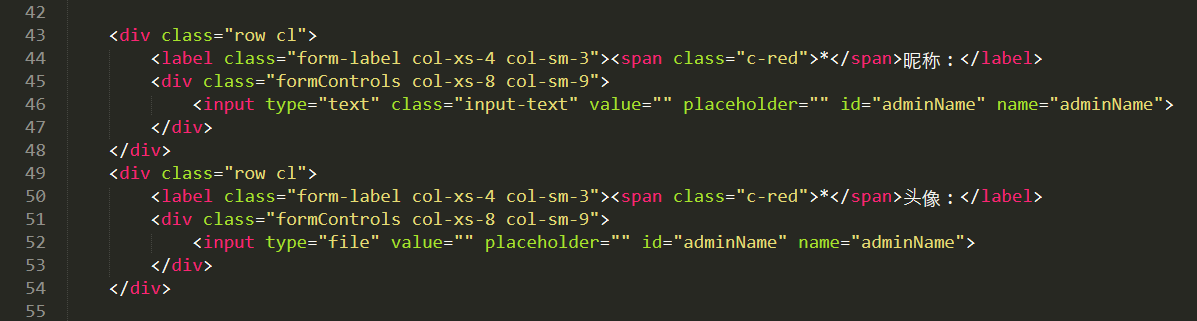 42
43 <div class="row cl">
44 <label class="form-label col-xs-4 col-sm-3"><span class="c-red">*</span>昵称：</label>
45 <div class="formControls col-xs-8 col-sm-9">
46 <input type="text" class="input-text" value="" placeholder="" id="adminName" name="adminName">
47 </div>
48 </div>
49 <div class="row cl">
50 <label class="form-label col-xs-4 col-sm-3"><span class="c-red">*</span>头像：</label>
51 <div class="formControls col-xs-8 col-sm-9">
52 <input type="file" value="" placeholder="" id="adminName" name="adminName">
53 </div>
54 </div>
55